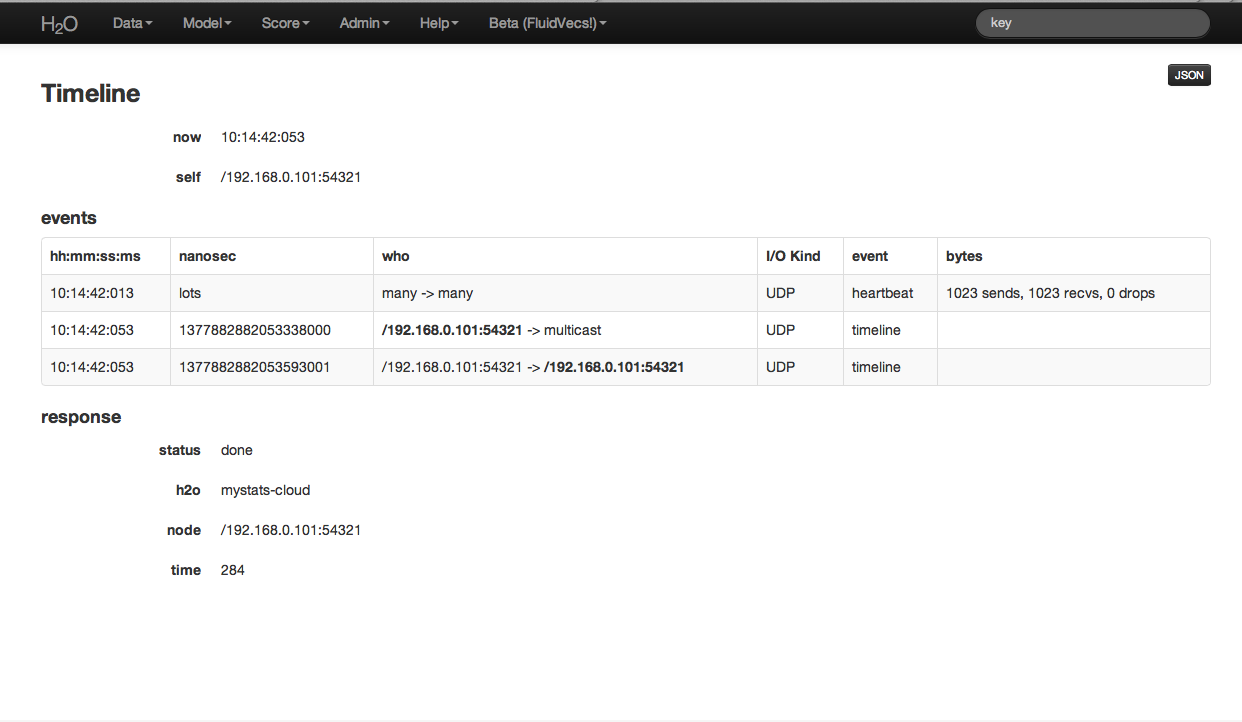 H2O Data Model Score Admin Help Beta (FluidVecs!) key
JSON
Timeline
now 10:14:42:053
self /192.168.0.101:54321
events
hh:mm:ss:ms nanosec who I/O Kind event bytes
10:14:42:013 lots many -> many UDP heartbeat 1023 sends, 1023 recvs, 0 drops
10:14:42:053 1377882882053338000 /192.168.0.101:54321 -> multicast UDP timeline
10:14:42:053 1377882882053593001 /192.168.0.101:54321 -> /192.168.0.101:54321 UDP timeline
response
status done
h2o mystats-cloud
node /192.168.0.101:54321
time 284